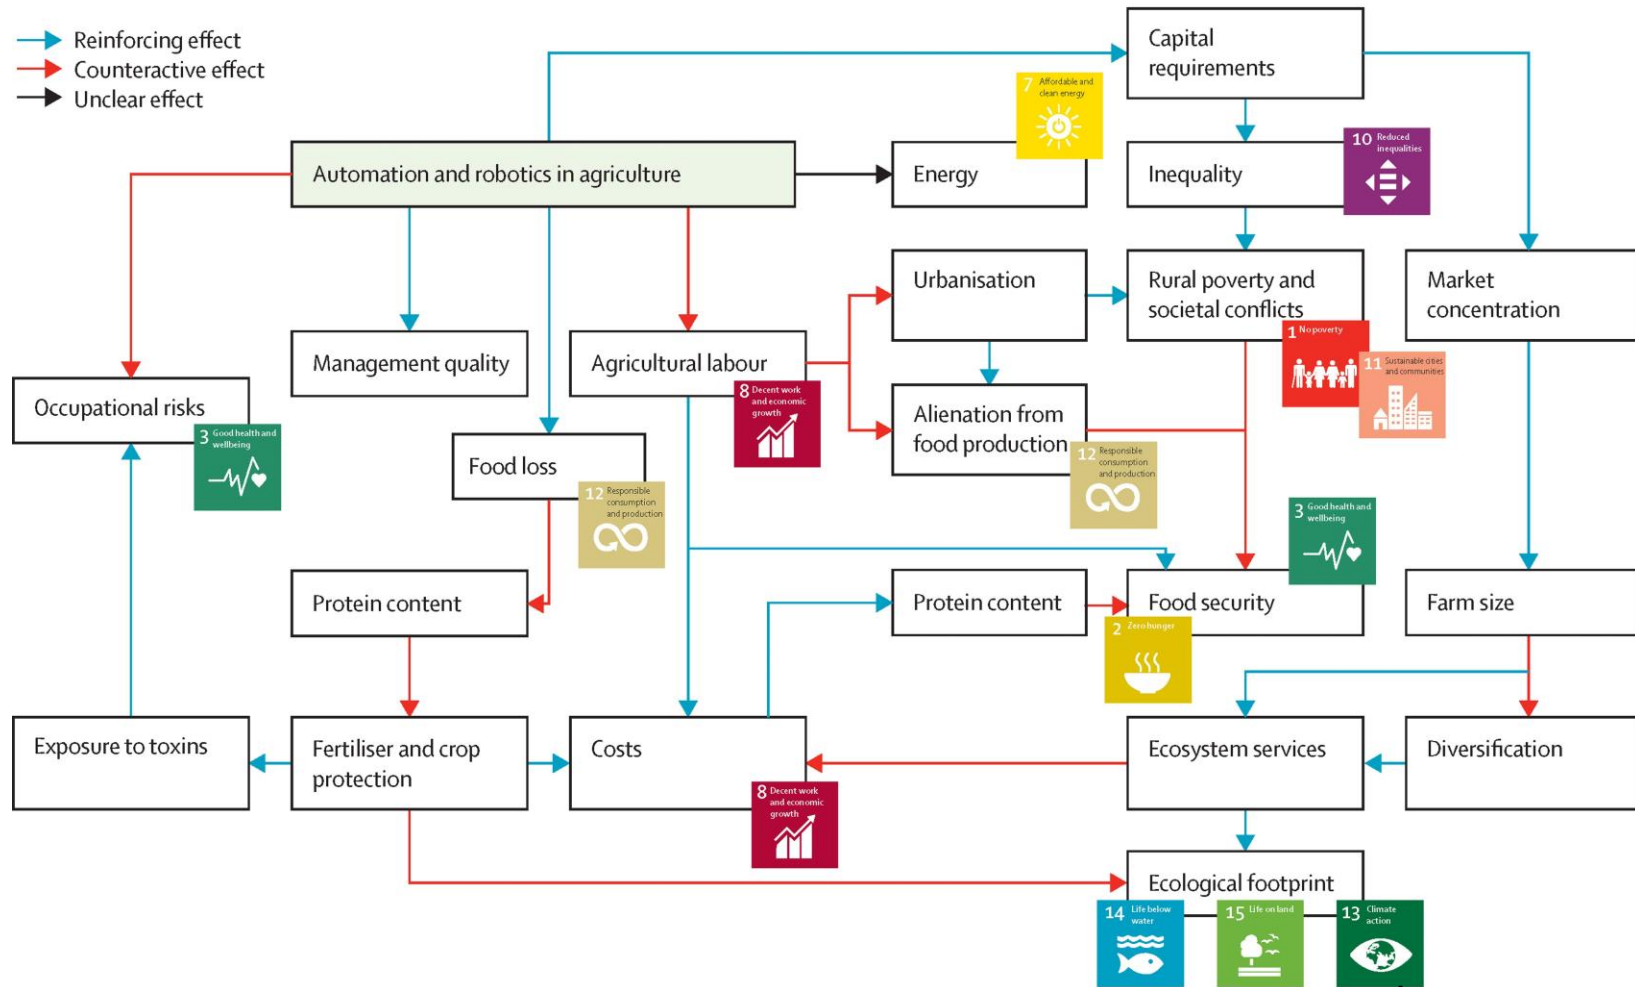 Reinforcing effect
Counteractive effect
Unclear effect
Capital
requirements
7 Affordable and
clean energy
Automation and robotics in agriculture
Energy
Inequality
10 Reduced
inequalities
Urbanisation
Rural poverty and
societal conflicts
Market
concentration
1 No poverty
11 Sustainable cities
and communities
Management quality
Agricultural labour
8 Decent work
and economic
growth
Occupational risks
3 Good health and
wellbeing
Alienation from
food production
12 Responsible
consumption
and production
Food loss
12 Responsible
consumption
and production
3 Good health and
wellbeing
Protein content
Protein content
Food security
2 Zero hunger
Farm size
Exposure to toxins
Fertiliser and crop
protection
Costs
8 Decent work
and economic
growth
Ecosystem services
Diversification
Ecological footprint
14 Life below
water
15 Life on land
13 Climate
action